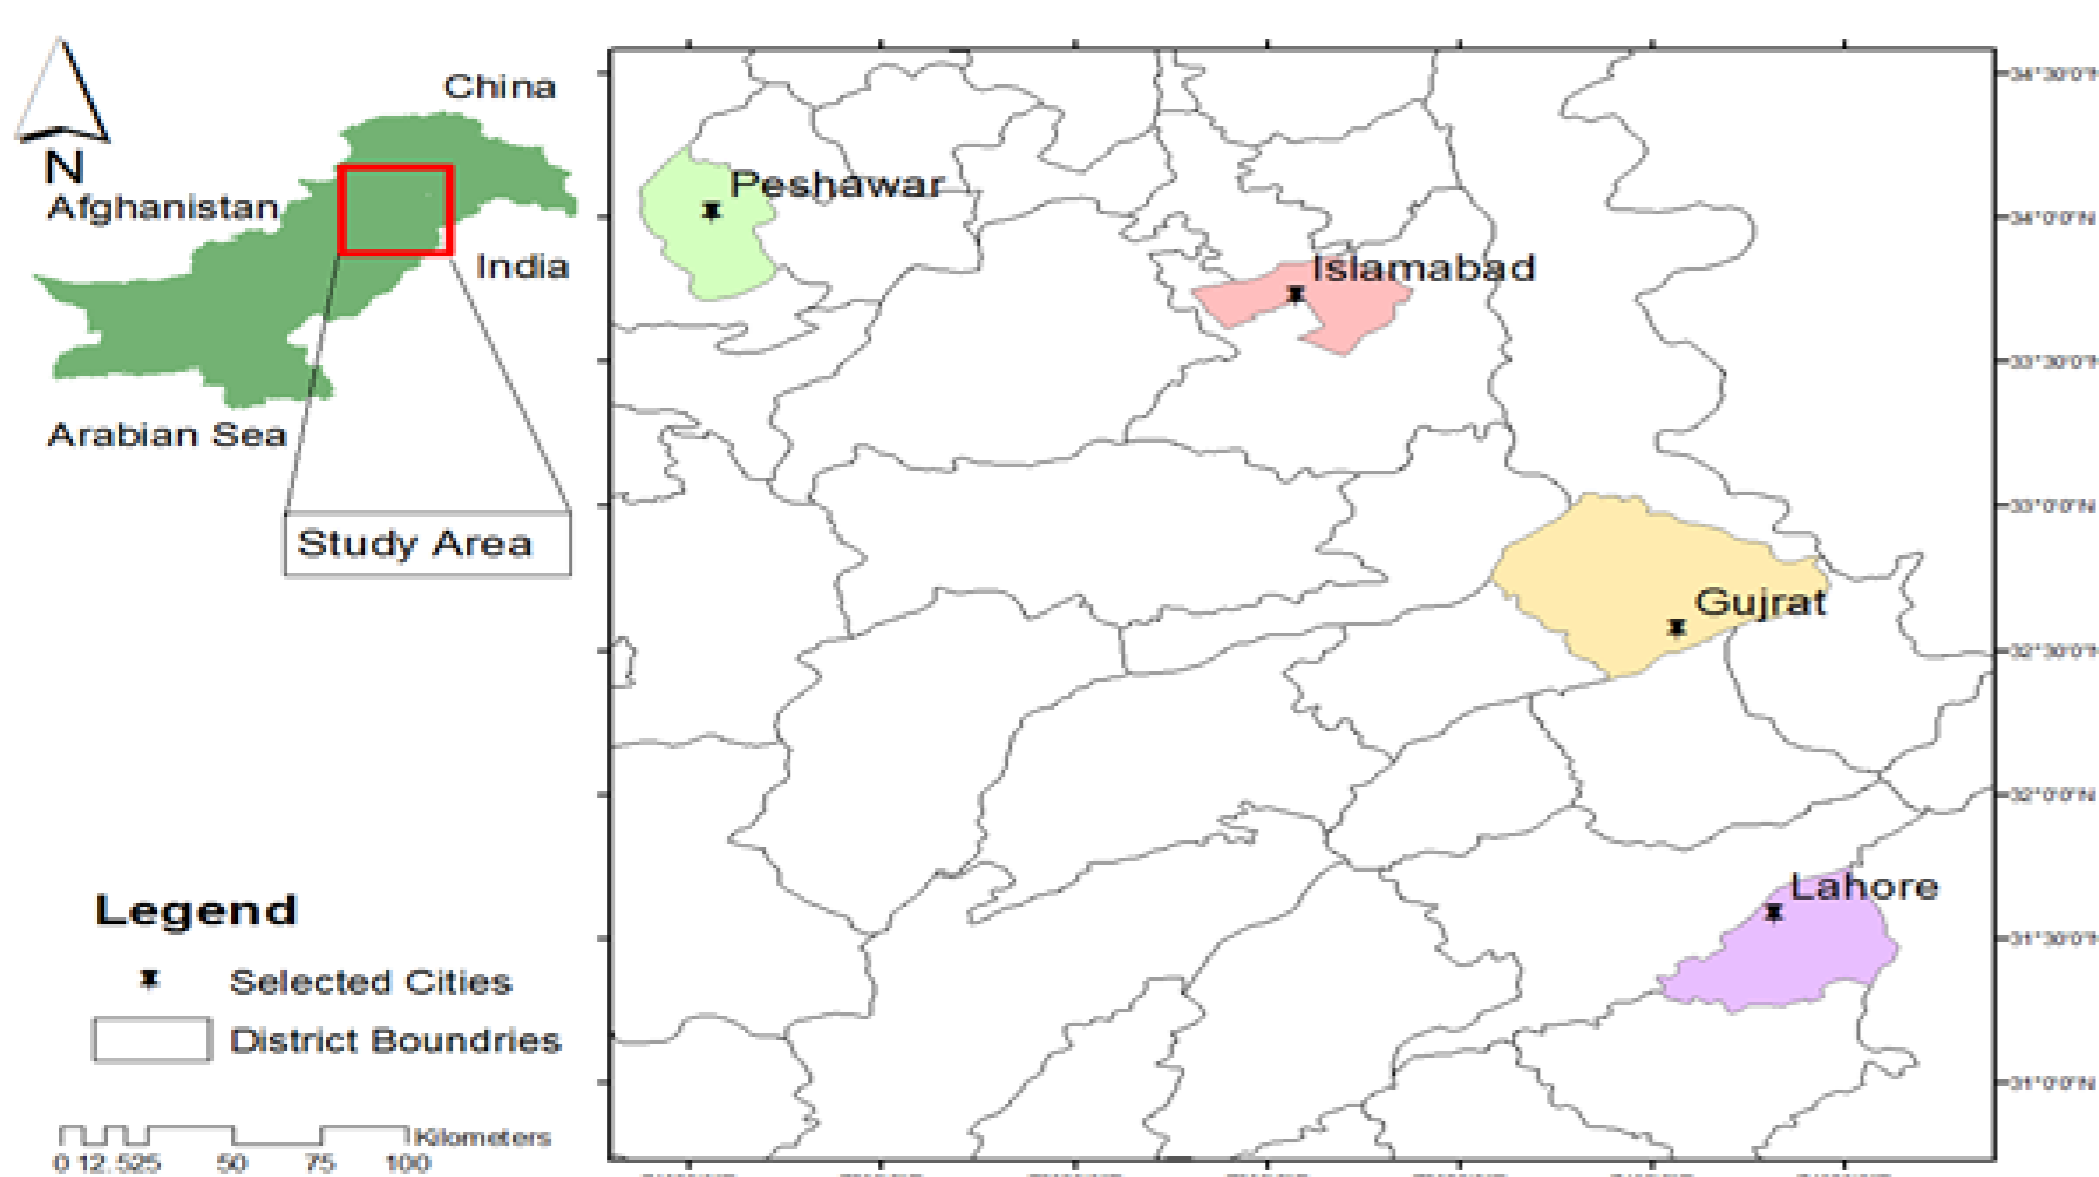 China
N
Afghanistan
India
Arabian Sea
Study Area
Peshawar
Islamabad
Gujrat
Lahore
34°30'0"N
34°0'0"N
33°30'0"N
33°0'0"N
32°30'0"N
32°0'0"N
31°30'0"N
31°0'0"N
Legend
Selected Cities
District Boundries
Kilometers
0 12.525 50 75 100